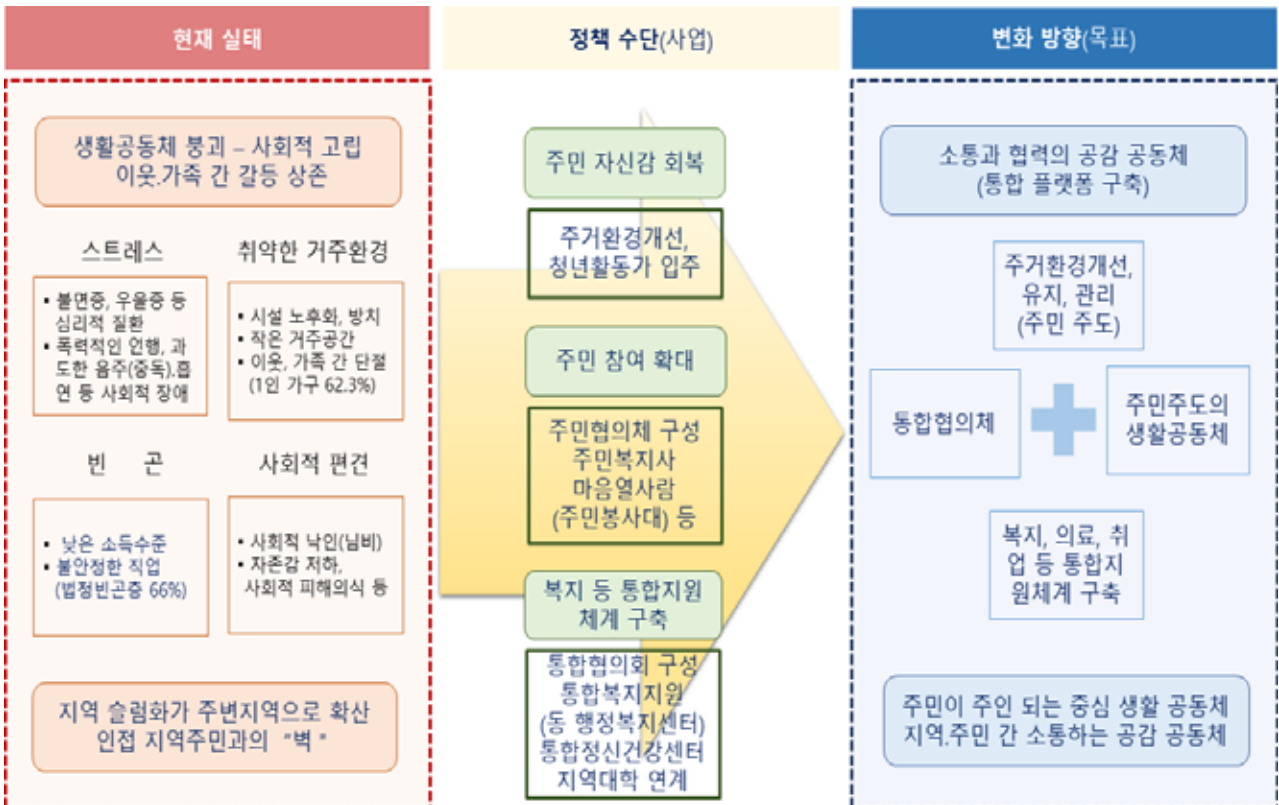 현재 실태
정책 수단(사업)
변화 방향(목표)
생활공동체 붕괴 – 사회적 고립
이웃.가족 간 갈등 상존
스트레스
▪ 불면증, 우울증 등
심리적 질환
▪ 폭력적인 언행, 과
도한 음주(중독).흡
연 등 사회적 장애
취약한 거주환경
▪ 시설 노후화, 방치
▪ 작은 거주공간
▪ 이웃, 가족 간 단절
(1인 가구 62.3%)
빈 곤
▪ 낮은 소득수준
▪ 불안정한 직업
(법정빈곤층 66%)
사회적 편견
▪ 사회적 낙인(님비)
▪ 자존감 저하,
사회적 피해의식 등
지역 슬럼화가 주변지역으로 확산
인접 지역주민과의 "벽 "
주민 자신감 회복
주거환경개선,
청년활동가 입주
주민 참여 확대
주민협의체 구성
주민복지사
마음열사람
(주민봉사대) 등
복지 등 통합지원
체계 구축
통합협의회 구성
통합복지지원
(동 행정복지센터)
통합정신건강센터
지역대학 연계
소통과 협력의 공감 공동체
(통합 플랫폼 구축)
주거환경개선,
유지, 관리
(주민 주도)
통합협의체
주민주도의
생활공동체
복지, 의료, 취
업 등 통합지
원체계 구축
주민이 주인 되는 중심 생활 공동체
지역.주민 간 소통하는 공감 공동체